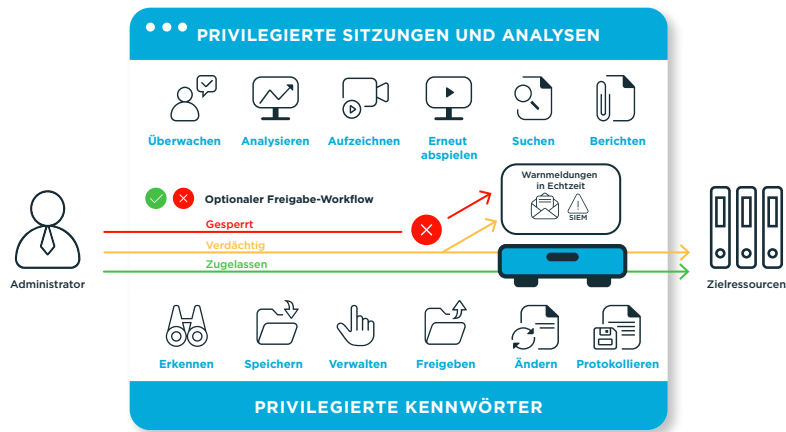 PRIVILEGIERTE SITZUNGEN UND ANALYSEN
Überwachen
Analysieren
Aufzeichnen
Erneut
abspielen
Suchen
Berichten
Warnmeldungen
in Echtzeit
SIEM
Optionaler Freigabe-Workflow
Gesperrt
Verdächtig
Zugelassen
Administrator
Zielressourcen
Erkennen
Speichern
Verwalten
Freigeben
Ändern
Protokollieren
PRIVILEGIERTE KENNWÖRTER